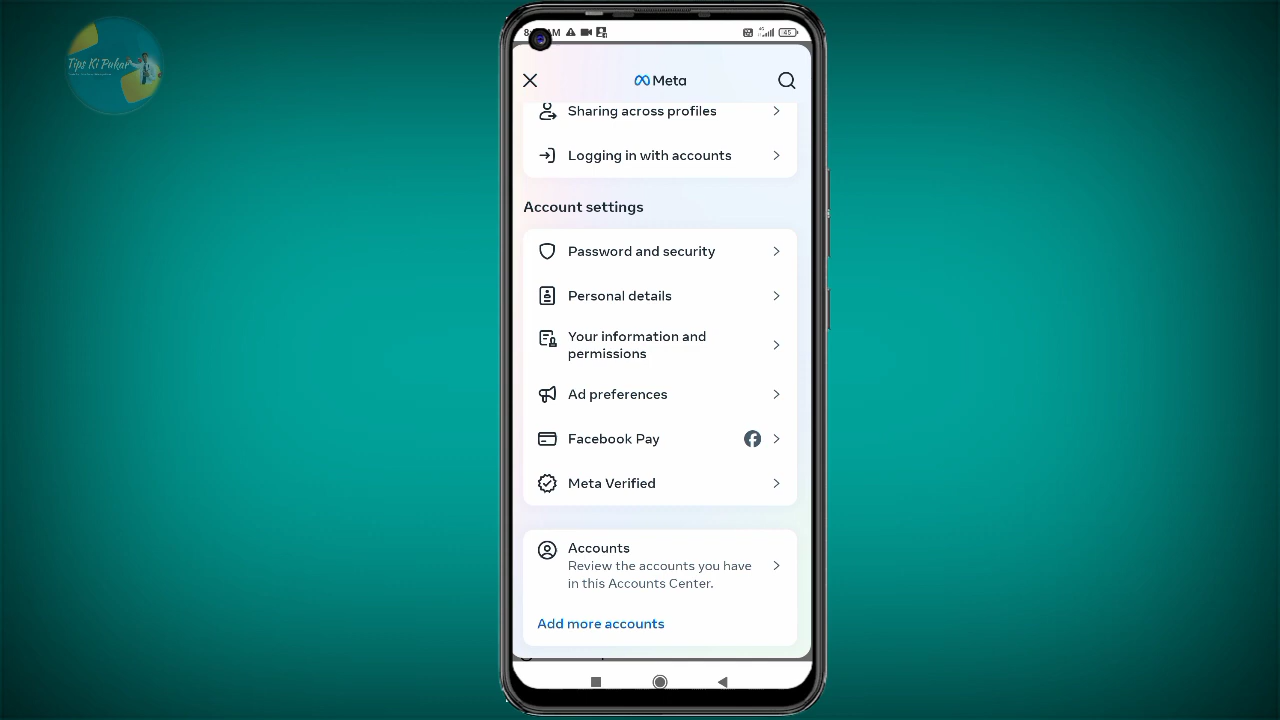 Tips Ki Pukar
45
Meta
Sharing across profiles
Logging in with accounts
Account settings
Password and security
Personal details
Your information and
permissions
Ad preferences
Facebook Pay
Meta Verified
Accounts
Review the accounts you have
in this Accounts Center.
Add more accounts